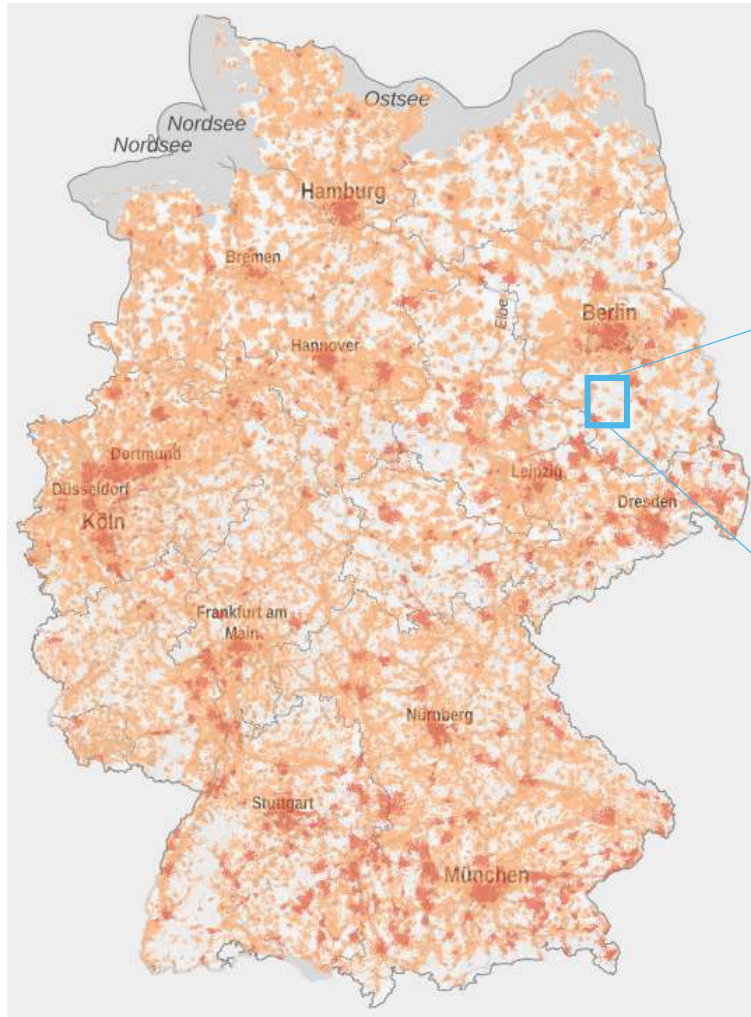 Ostsee
Nordsee
Nordsee
Hamburg
Bremen
Elbe
Berlin
Hannover
Dortmund
Düsseldorf
Leipzig
Köln
Dresden
Frankfurt am
Main
Nürnberg
Stuttgart
München